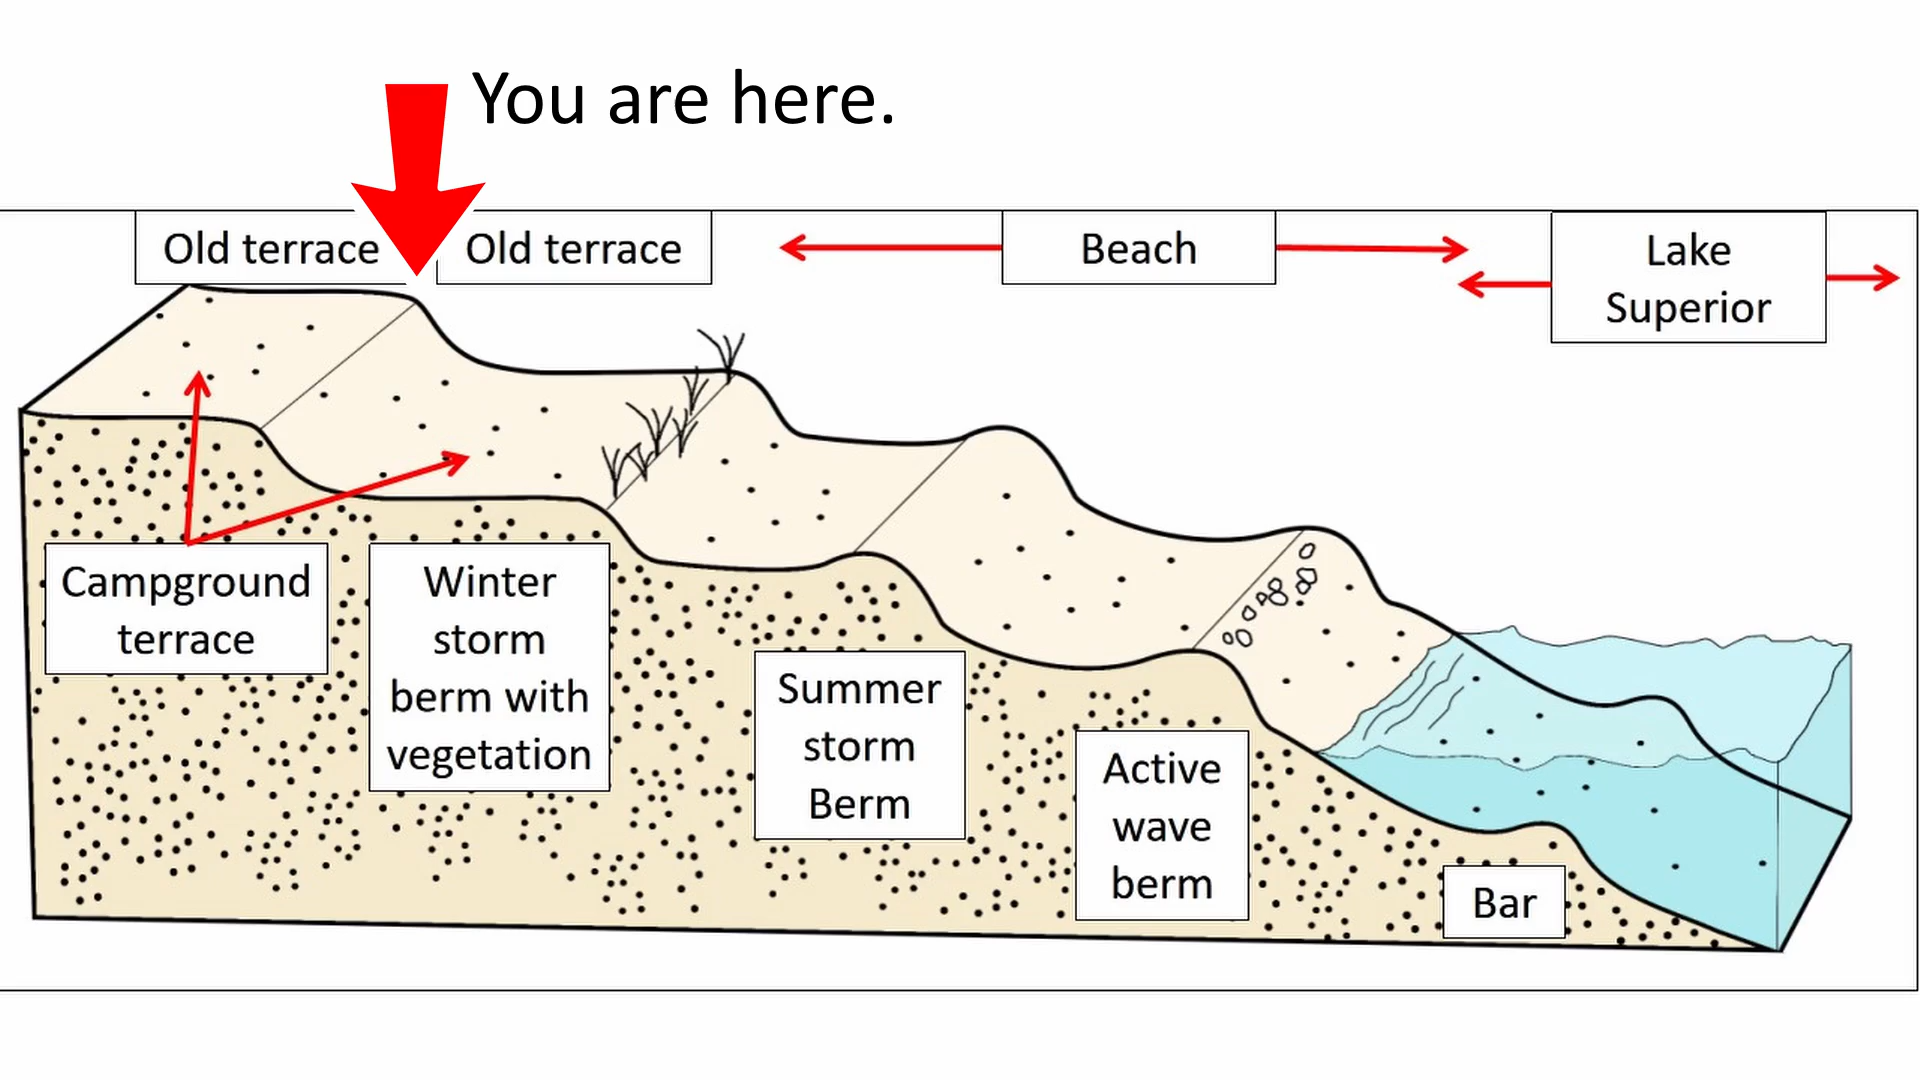 You are here.
Old terrace
Old terrace
Beach
Lake
Superior
Campground
terrace
Winter
storm
berm with
vegetation
Summer
storm
Berm
Active
wave
berm
Bar